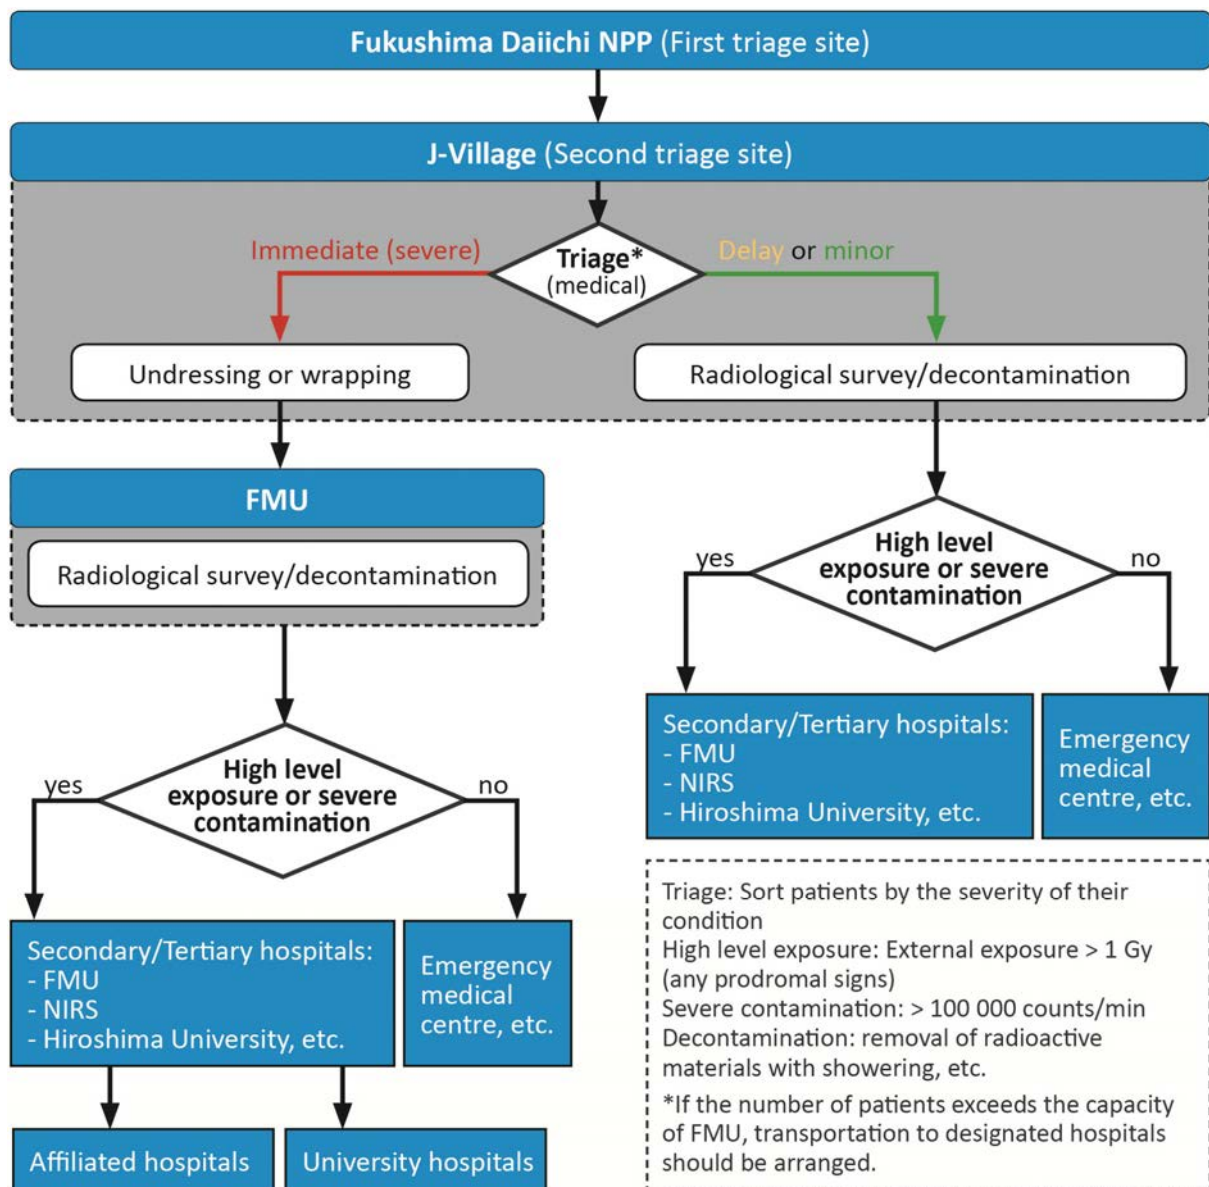 Fukushima Daiichi NPP (First triage site)
J-Village (Second triage site)
Immediate (severe)
Triage*
(medical)
Delay or minor
Undressing or wrapping
Radiological survey/decontamination
FMU
Radiological survey/decontamination
yes
High level
exposure or severe
contamination
no
Secondary/Tertiary hospitals:
- FMU
- NIRS
- Hiroshima University, etc.
Emergency
medical
centre, etc.
yes
High level
exposure or severe
contamination
no
Secondary/Tertiary hospitals:
- FMU
- NIRS
- Hiroshima University, etc.
Emergency
medical
centre, etc.
Affiliated hospitals
University hospitals
Triage: Sort patients by the severity of their
condition
High level exposure: External exposure > 1 Gy
(any prodromal signs)
Severe contamination: > 100 000 counts/min
Decontamination: removal of radioactive
materials with showering, etc.
*If the number of patients exceeds the capacity
of FMU, transportation to designated hospitals
should be arranged.